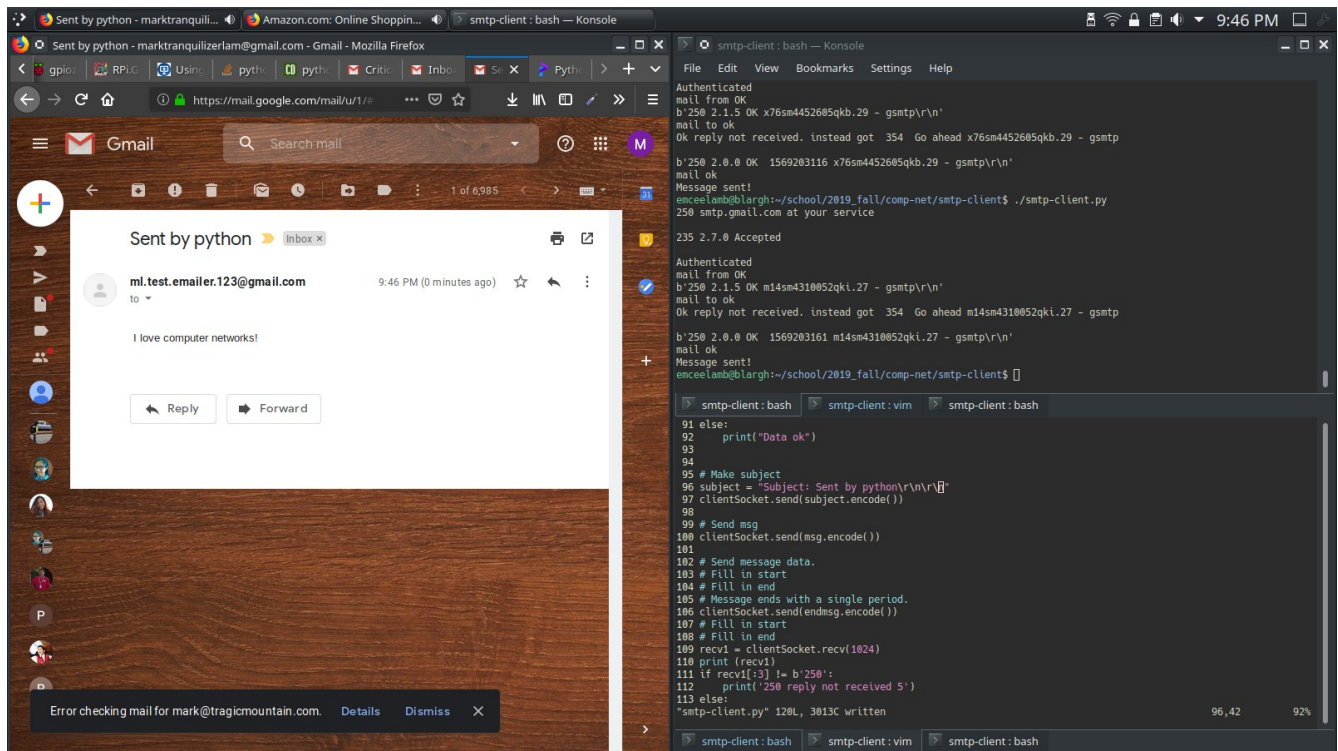 Sent by python - marktranquili...
Amazon.com: Online Shoppin...
smtp-client : bash — Konsole
9:46 PM
Sent by python - marktranquilizerlam@gmail.com - Gmail - Mozilla Firefox
gpioz
RPi.G
Using
pytho
pytho
Critic
Inbo
Se
Pytho
https://mail.google.com/mail/u/1/#
Gmail
Search mail
M
1 of 6,985
31
Sent by python
Inbox ×
ml.test.emailer.123@gmail.com
9:46 PM (0 minutes ago)
to
I love computer networks!
Reply
Forward
P
Error checking mail for mark@tragicmountain.com.
Details
Dismiss
smtp-client : bash — Konsole
File Edit View Bookmarks Settings Help
Authenticated
mail from OK
b'250 2.1.5 OK x76sm4452605qkb.29 - gsmtp\r\n'
mail to ok
Ok reply not received. instead got  354  Go ahead x76sm4452605qkb.29 - gsmtp
b'250 2.0.0 OK  1569203116 x76sm4452605qkb.29 - gsmtp\r\n'
mail ok
Message sent!
emceelamb@blargh:~/school/2019_fall/comp-net/smtp-client$ ./smtp-client.py
250 smtp.gmail.com at your service
235 2.7.0 Accepted
Authenticated
mail from OK
b'250 2.1.5 OK m14sm4310052qki.27 - gsmtp\r\n'
mail to ok
Ok reply not received. instead got  354  Go ahead m14sm4310052qki.27 - gsmtp
b'250 2.0.0 OK  1569203161 m14sm4310052qki.27 - gsmtp\r\n'
mail ok
Message sent!
emceelamb@blargh:~/school/2019_fall/comp-net/smtp-client$
smtp-client : bash
smtp-client : vim
smtp-client : bash
91 else:
92     print("Data ok")
93
94
95 # Make subject
96 subject = "Subject: Sent by python\r\n\r\n"
97 clientSocket.send(subject.encode())
98
99 # Send msg
100 clientSocket.send(msg.encode())
101
102 # Send message data.
103 # Fill in start
104 # Fill in end
105 # Message ends with a single period.
106 clientSocket.send(endmsg.encode())
107 # Fill in start
108 # Fill in end
109 recv1 = clientSocket.recv(1024)
110 print (recv1)
111 if recv1[:3] != b'250':
112     print('250 reply not received 5')
113 else:
"smtp-client.py" 120L, 3013C written
96,42
92%
smtp-client : bash
smtp-client : vim
smtp-client : bash